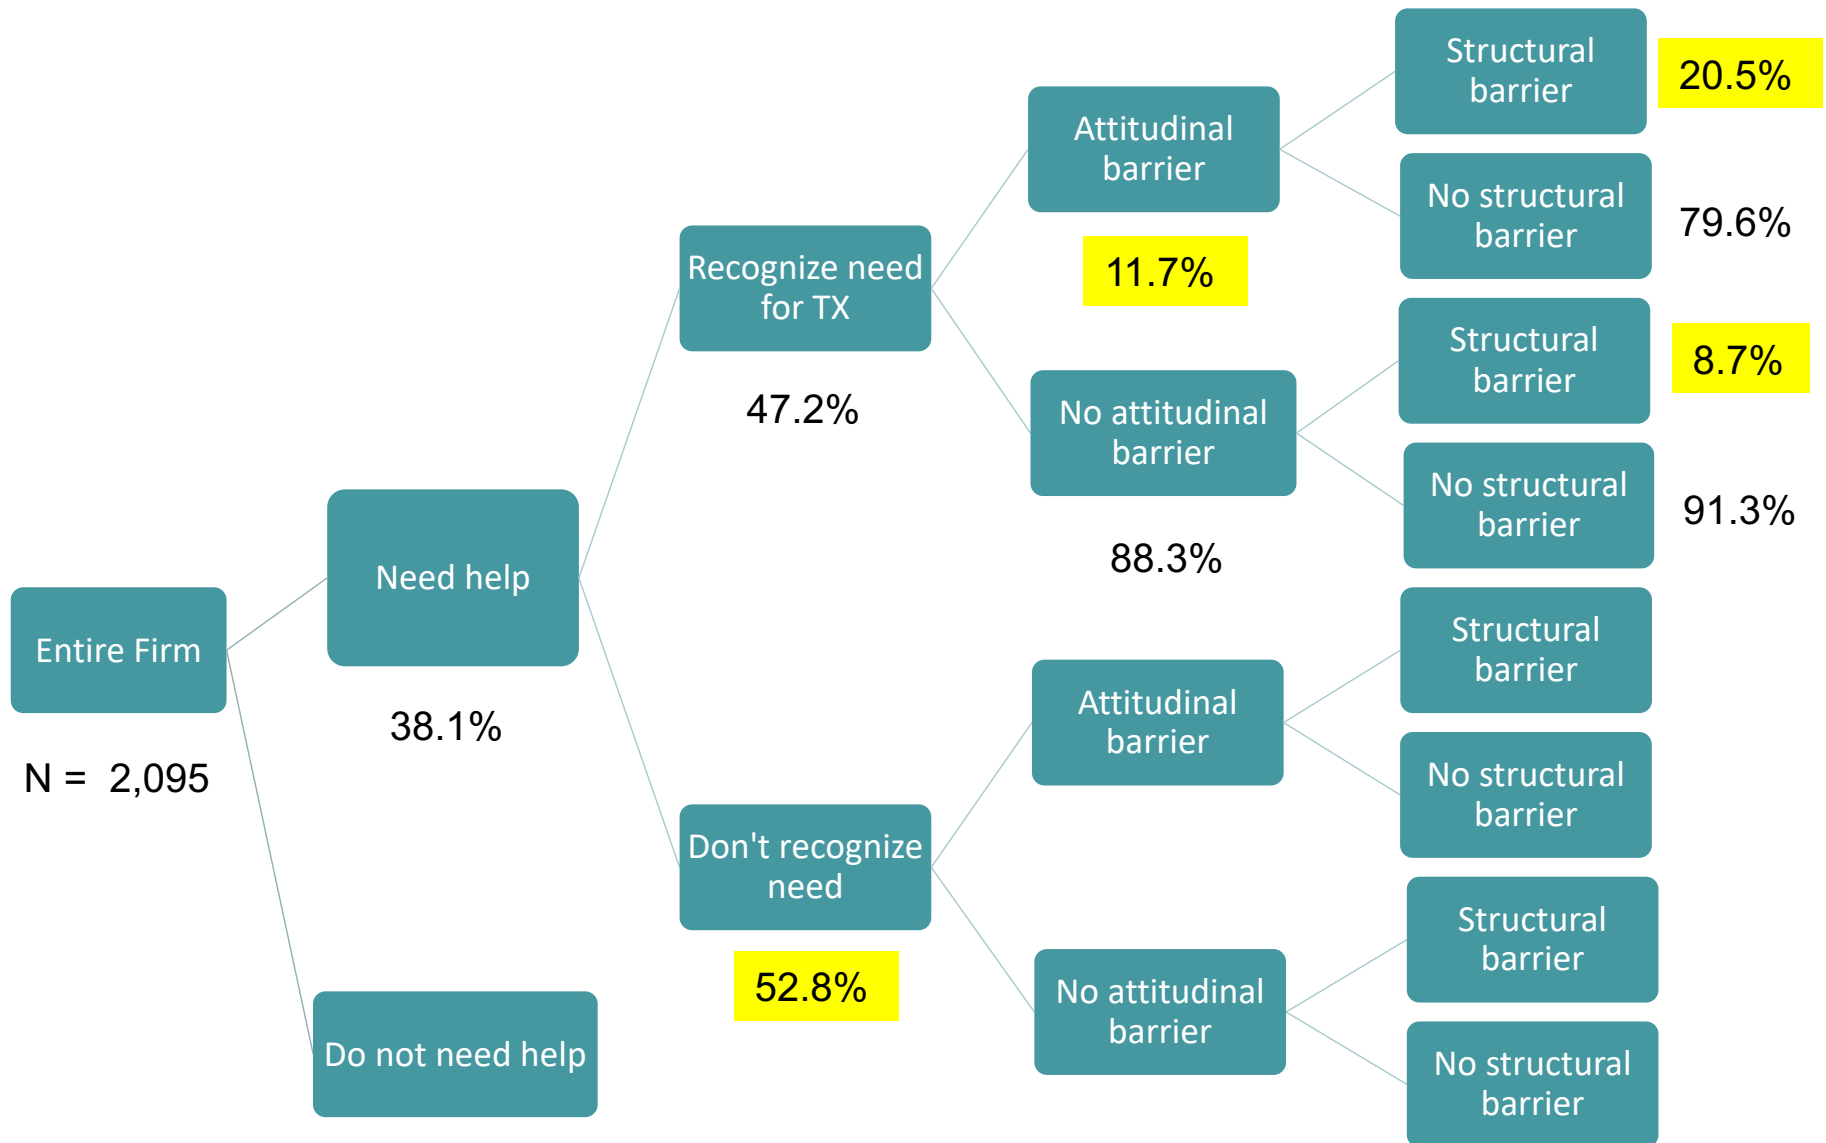 Entire Firm
N =  2,095
Need help
38.1%
Do not need help
Recognize need
for TX
47.2%
Don't recognize
need
52.8%
Attitudinal
barrier
11.7%
No attitudinal
barrier
88.3%
Attitudinal
barrier
No attitudinal
barrier
Structural
barrier
20.5%
No structural
barrier
79.6%
Structural
barrier
8.7%
No structural
barrier
91.3%
Structural
barrier
No structural
barrier
Structural
barrier
No structural
barrier